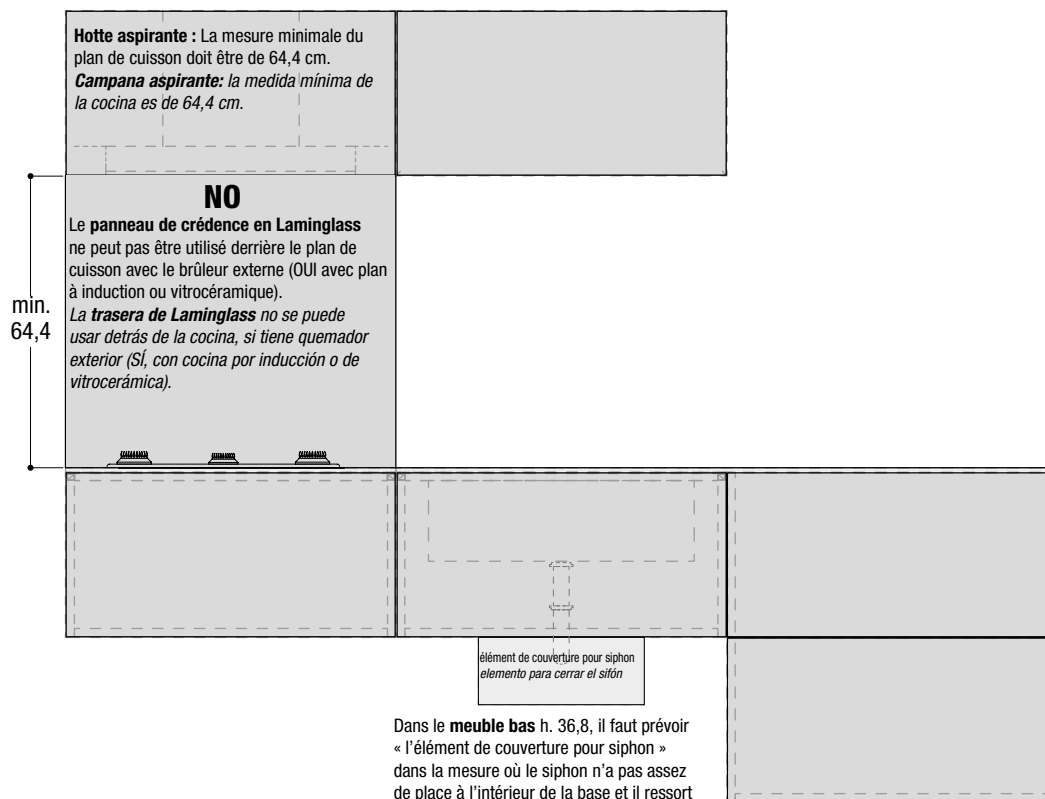 Hotte aspirante : La mesure minimale du
plan de cuisson doit être de 64,4 cm.
Campana aspirante: la medida mínima de
la cocina es de 64,4 cm.
NO
Le panneau de crédence en Laminglass
ne peut pas être utilisé derrière le plan de
cuisson avec le brûleur externe (OUI avec plan
à induction ou vitrocéramique).
La trasera de Laminglass no se puede
usar detrás de la cocina, si tiene quemador
exterior (SÍ, con cocina por inducción o de
vitrocerámica).
min.
64,4
élément de couverture pour siphon
elemento para cerrar el sifón
Dans le meuble bas h. 36,8, il faut prévoir
« l’élément de couverture pour siphon »
dans la mesure où le siphon n’a pas assez
de place à l’intérieur de la base et il ressort